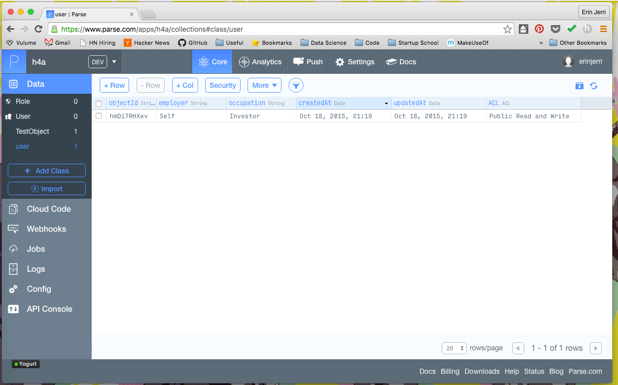 user | Parse
Erin Jerri
https://www.parse.com/apps/h4a/collections#class/user
Vulume Gmail HN Hiring Hacker News GitHub Useful Bookmarks Data Science Code Startup School MakeUseOf » Other Bookmarks
P h4a DEV Core Analytics Push Settings Docs erinjerri
Data
Role 0
User 0
TestObject 1
user 1
+ Add Class
Import
Cloud Code
Webhooks
Jobs
Logs
Config
API Console
+ Row - Row + Col Security More
objectId Stri… employer String occupation String createdAt Date updatedAt Date ACL ACL
hmDi7RHXev Self Investor Oct 18, 2015, 21:19 Oct 18, 2015, 21:19 Public Read and Write
20 rows/page 1 - 1 of 1 rows
Yogurt
Docs Billing Downloads Help Status Blog Parse.com